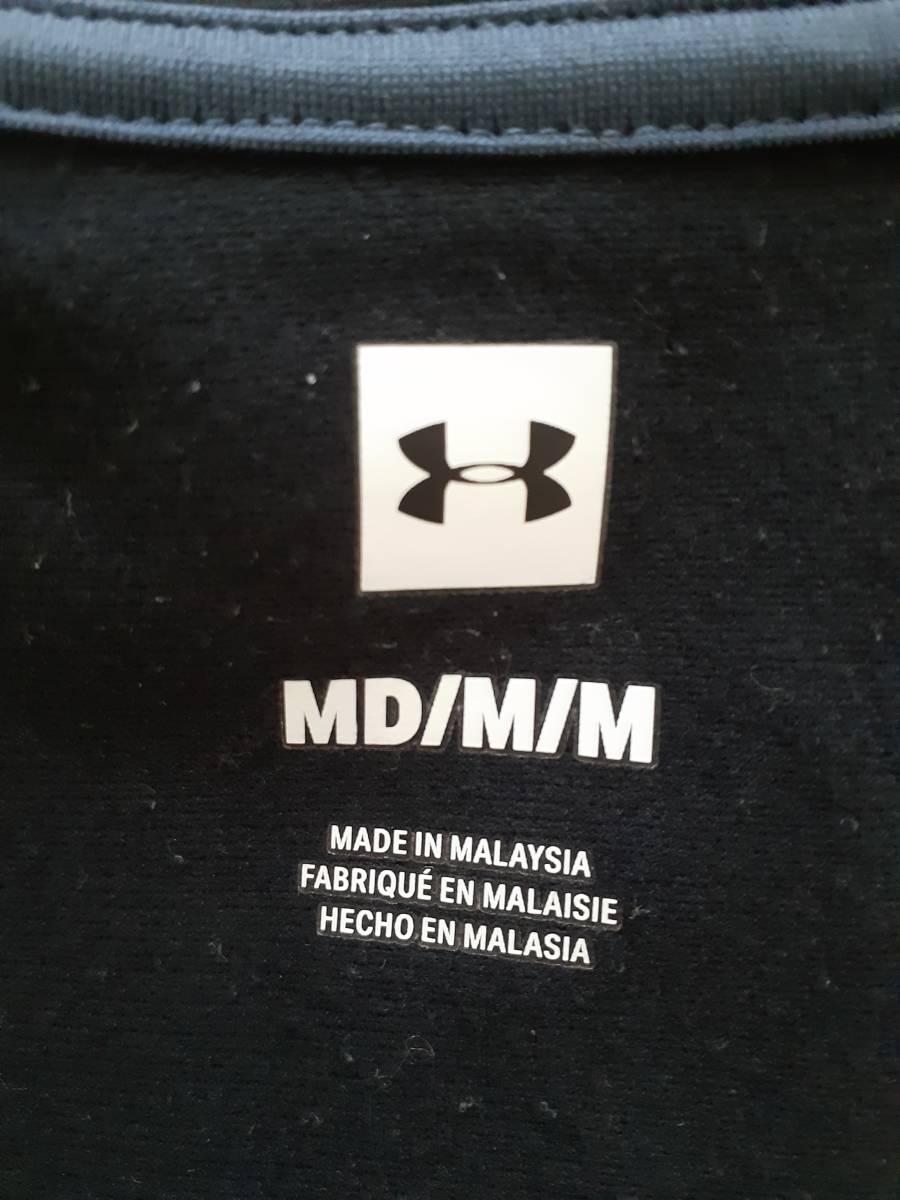 MD/M/M
MADE IN MALAYSIA
FABRIQUÉ EN MALAISIE
HECHO EN MALASIA